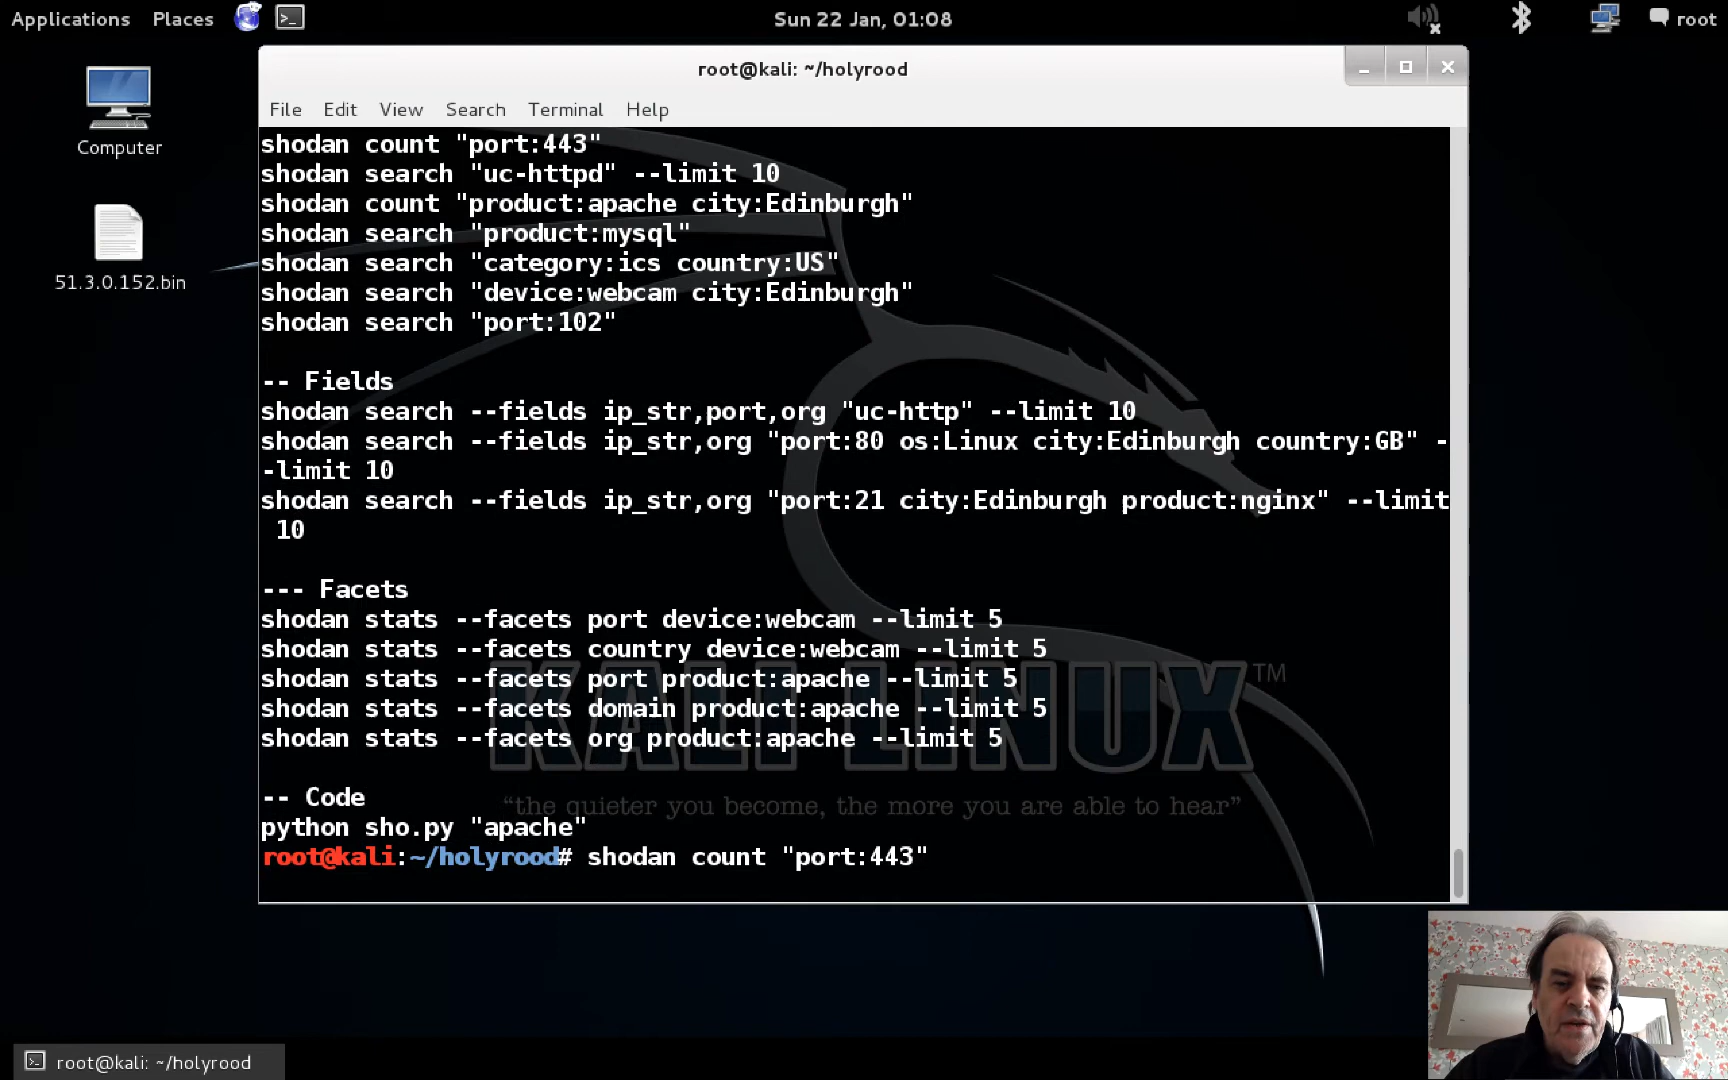 Applications Places Sun 22 Jan, 01:08 root
root@kali: ~/holyrood
File Edit View Search Terminal Help
Computer
51.3.0.152.bin
shodan count "port:443"
shodan search "uc-httpd" --limit 10
shodan count "product:apache city:Edinburgh"
shodan search "product:mysql"
shodan search "category:ics country:US"
shodan search "device:webcam city:Edinburgh"
shodan search "port:102"
-- Fields
shodan search --fields ip_str,port,org "uc-http" --limit 10
shodan search --fields ip_str,org "port:80 os:Linux city:Edinburgh country:GB" -
-limit 10
shodan search --fields ip_str,org "port:21 city:Edinburgh product:nginx" --limit
10
--- Facets
shodan stats --facets port device:webcam --limit 5
shodan stats --facets country device:webcam --limit 5
shodan stats --facets port product:apache --limit 5
shodan stats --facets domain product:apache --limit 5
shodan stats --facets org product:apache --limit 5
-- Code
python sho.py "apache"
root@kali:~/holyrood# shodan count "port:443"
KALI LINUX™
“the quieter you become, the more you are able to hear”
root@kali: ~/holyrood